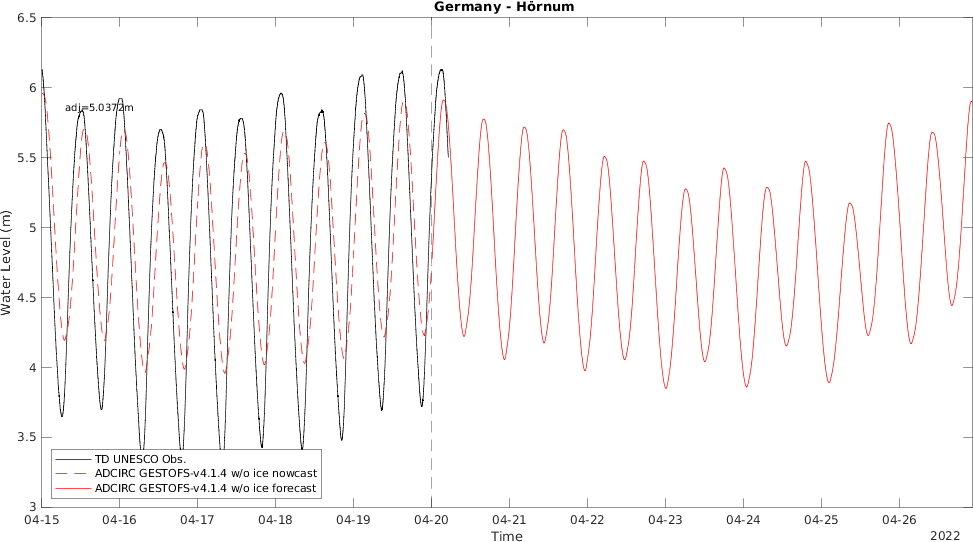 Germany - Hörnum
6.5
6
5.5
5
4.5
4
3.5
3
Water Level (m)
adj=5.0372m
TD UNESCO Obs.
ADCIRC GESTOFS-v4.1.4 w/o ice nowcast
ADCIRC GESTOFS-v4.1.4 w/o ice forecast
04-15 04-16 04-17 04-18 04-19 04-20 04-21 04-22 04-23 04-24 04-25 04-26
Time
2022